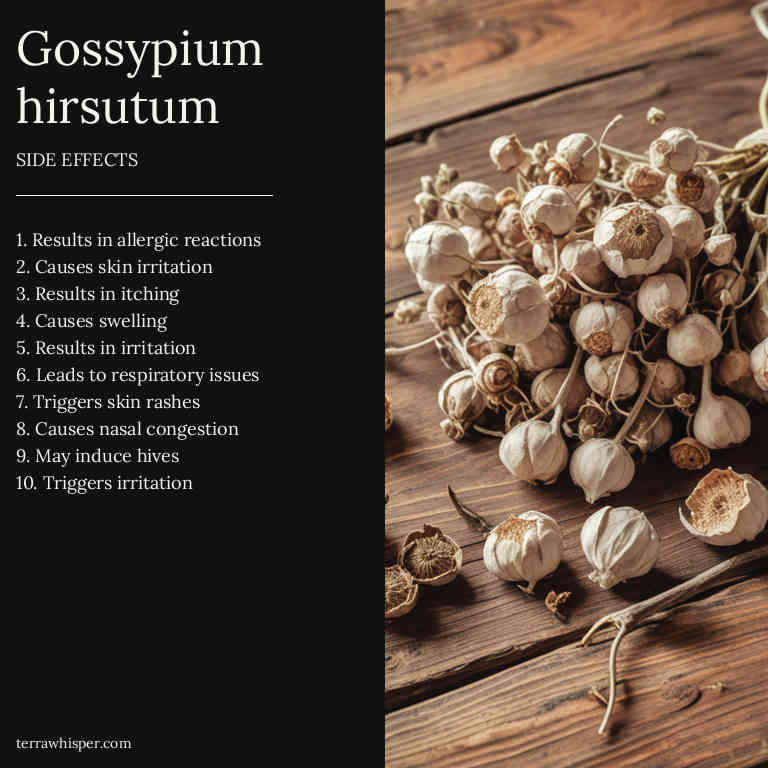 Gossypium
hirsutum
SIDE EFFECTS
1. Results in allergic reactions
2. Causes skin irritation
3. Results in itching
4. Causes swelling
5. Results in irritation
6. Leads to respiratory issues
7. Triggers skin rashes
8. Causes nasal congestion
9. May induce hives
10. Triggers irritation
terrawhisper.com